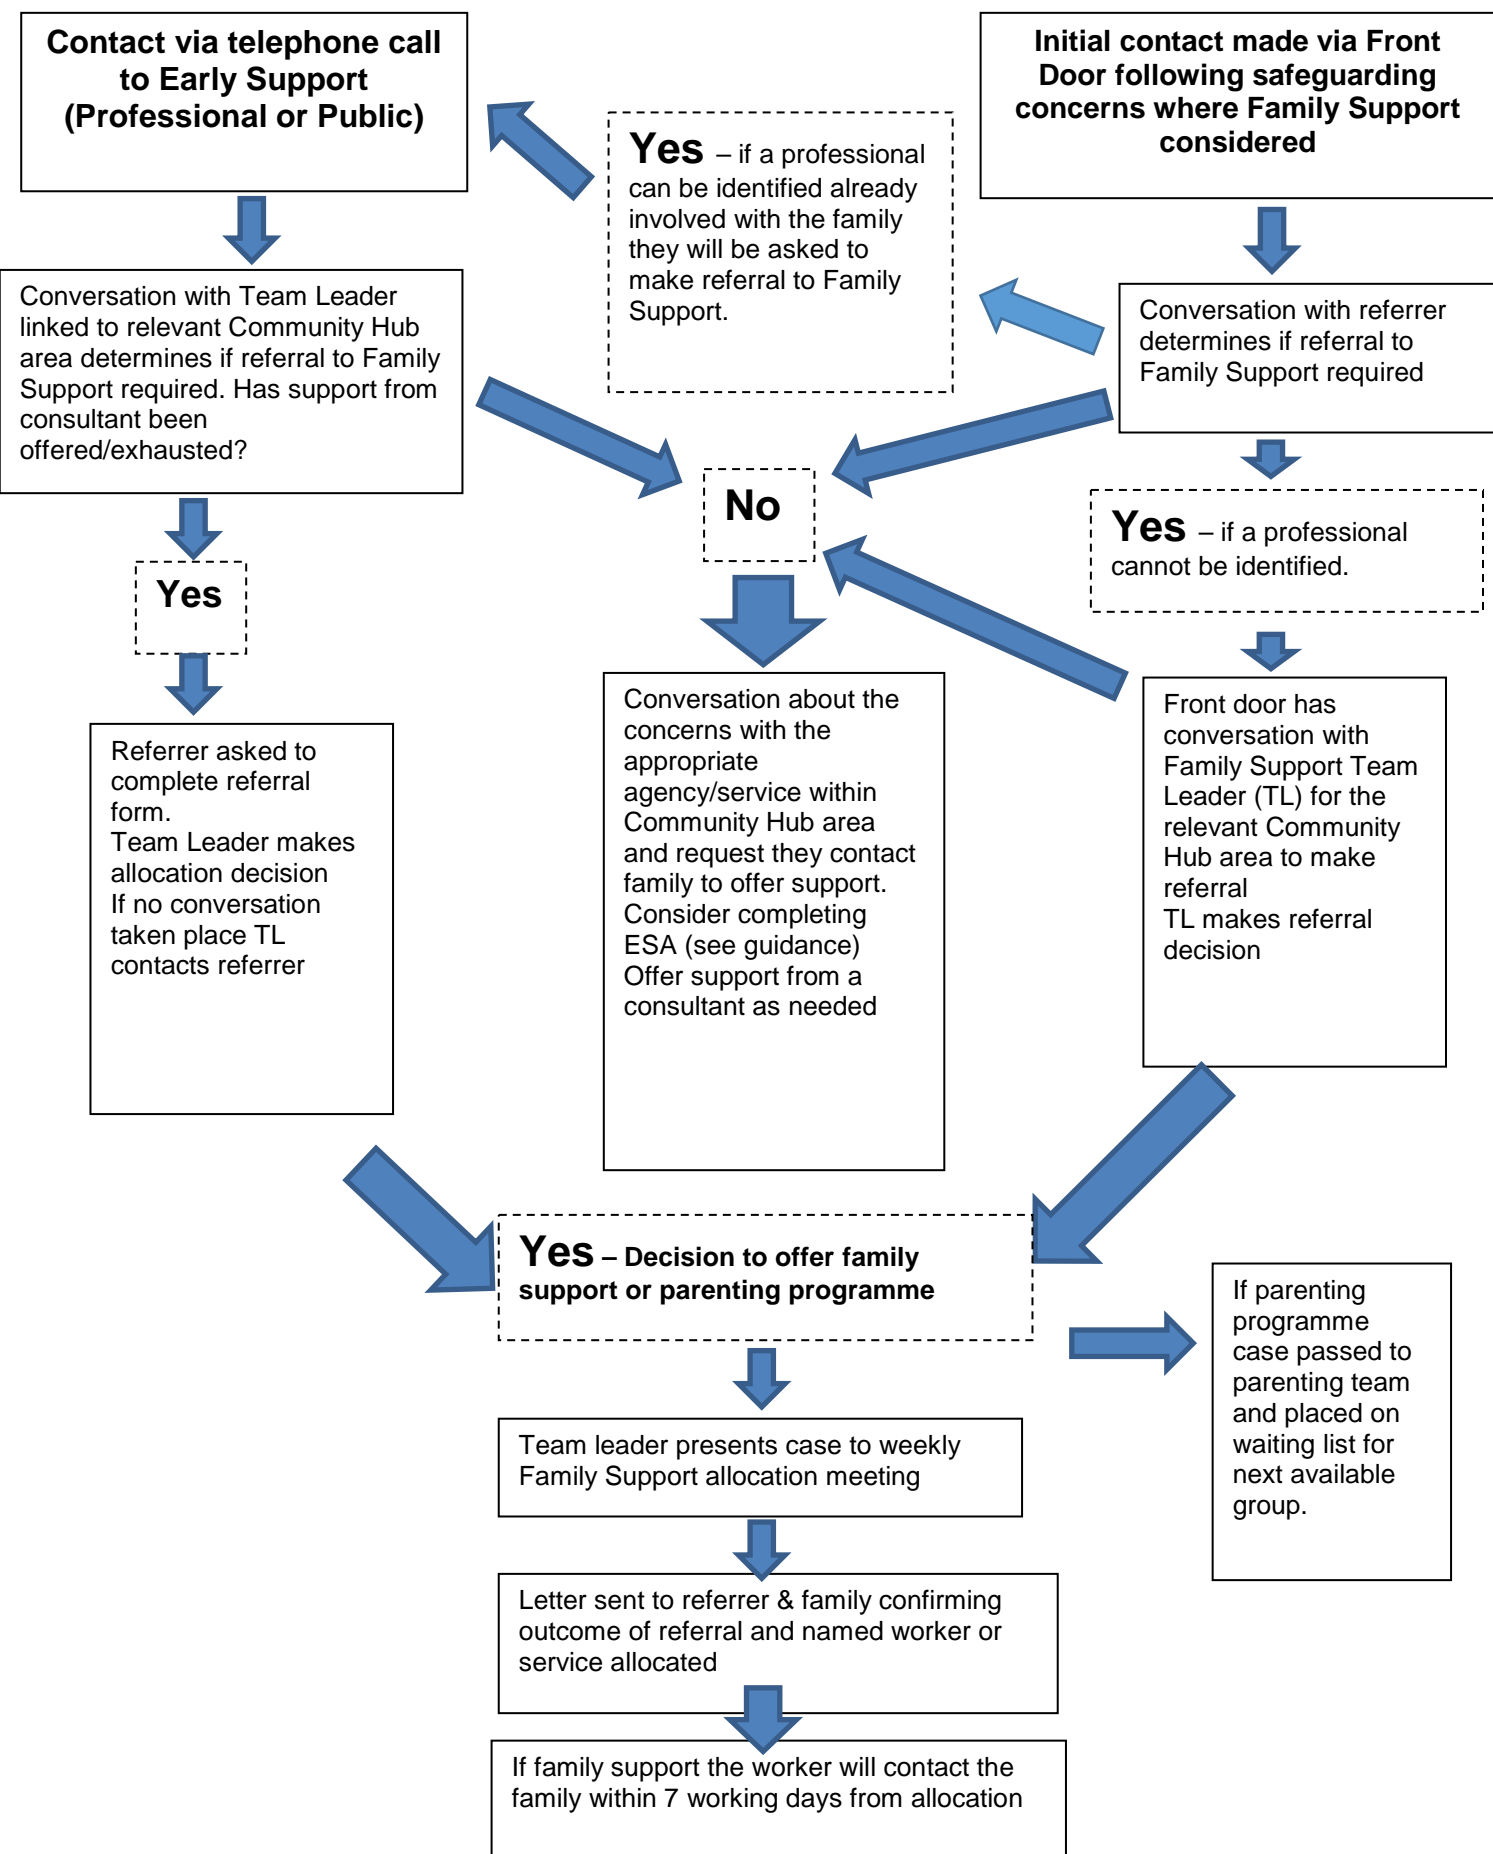 Contact via telephone call
to Early Support
(Professional or Public)
Initial contact made via Front
Door following safeguarding
concerns where Family Support
considered
Yes – if a professional
can be identified already
involved with the family
they will be asked to
make referral to Family
Support.
Conversation with Team Leader
linked to relevant Community Hub
area determines if referral to Family
Support required. Has support from
consultant been
offered/exhausted?
Conversation with referrer
determines if referral to
Family Support required
No
Yes – if a professional
cannot be identified.
Yes
Referrer asked to
complete referral
form.
Team Leader makes
allocation decision
If no conversation
taken place TL
contacts referrer
Conversation about the
concerns with the
appropriate
agency/service within
Community Hub area
and request they contact
family to offer support.
Consider completing
ESA (see guidance)
Offer support from a
consultant as needed
Front door has
conversation with
Family Support Team
Leader (TL) for the
relevant Community
Hub area to make
referral
TL makes referral
decision
Yes – Decision to offer family
support or parenting programme
If parenting
programme
case passed to
parenting team
and placed on
waiting list for
next available
group.
Team leader presents case to weekly
Family Support allocation meeting
Letter sent to referrer & family confirming
outcome of referral and named worker or
service allocated
If family support the worker will contact the
family within 7 working days from allocation